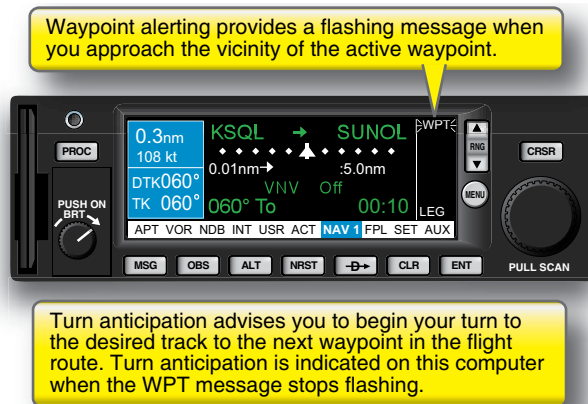 Waypoint alerting provides a flashing message when
you approach the vicinity of the active waypoint.
PROC
PUSH ON
BRT
0.3nm
108 kt
DTK060°
TK 060°
KSQL → SUNOL
0.01nm→ :5.0nm
VNV Off
060° To 00:10
WPT
LEG
APT VOR NDB INT USR ACT NAV 1 FPL SET AUX
RNG
MENU
CRSR
PULL SCAN
MSG OBS ALT NRST D CLR ENT
Turn anticipation advises you to begin your turn to
the desired track to the next waypoint in the flight
route. Turn anticipation is indicated on this computer
when the WPT message stops flashing.